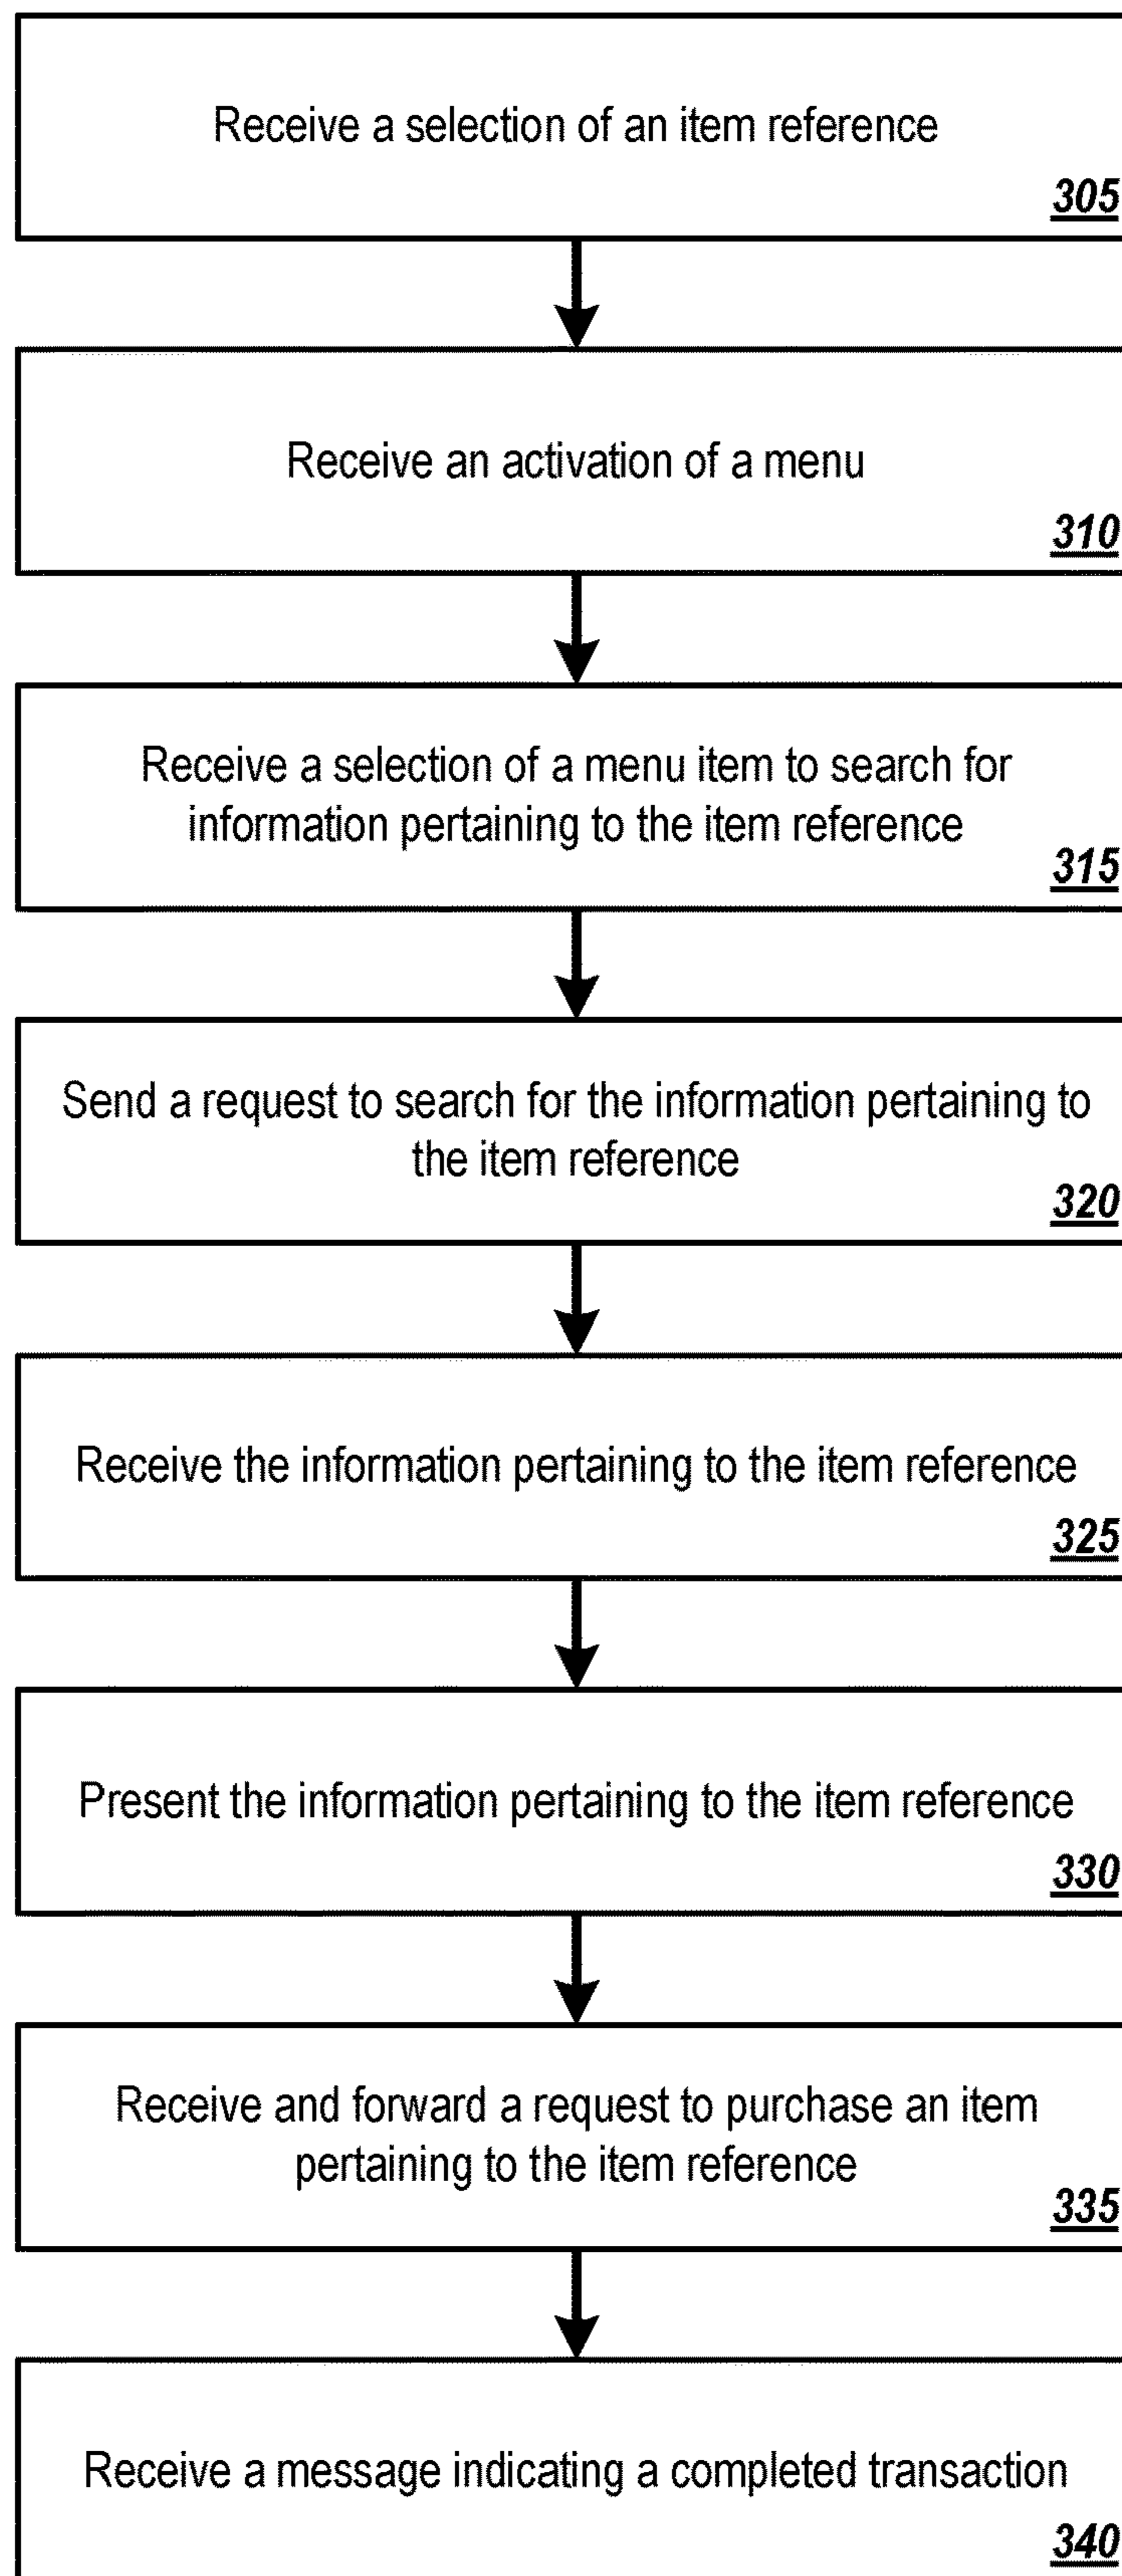 Receive a selection of an item reference
305
Receive an activation of a menu
310
Receive a selection of a menu item to search for
information pertaining to the item reference
315
Send a request to search for the information pertaining to
the item reference
320
Receive the information pertaining to the item reference
325
Present the information pertaining to the item reference
330
Receive and forward a request to purchase an item
pertaining to the item reference
335
Receive a message indicating a completed transaction
340